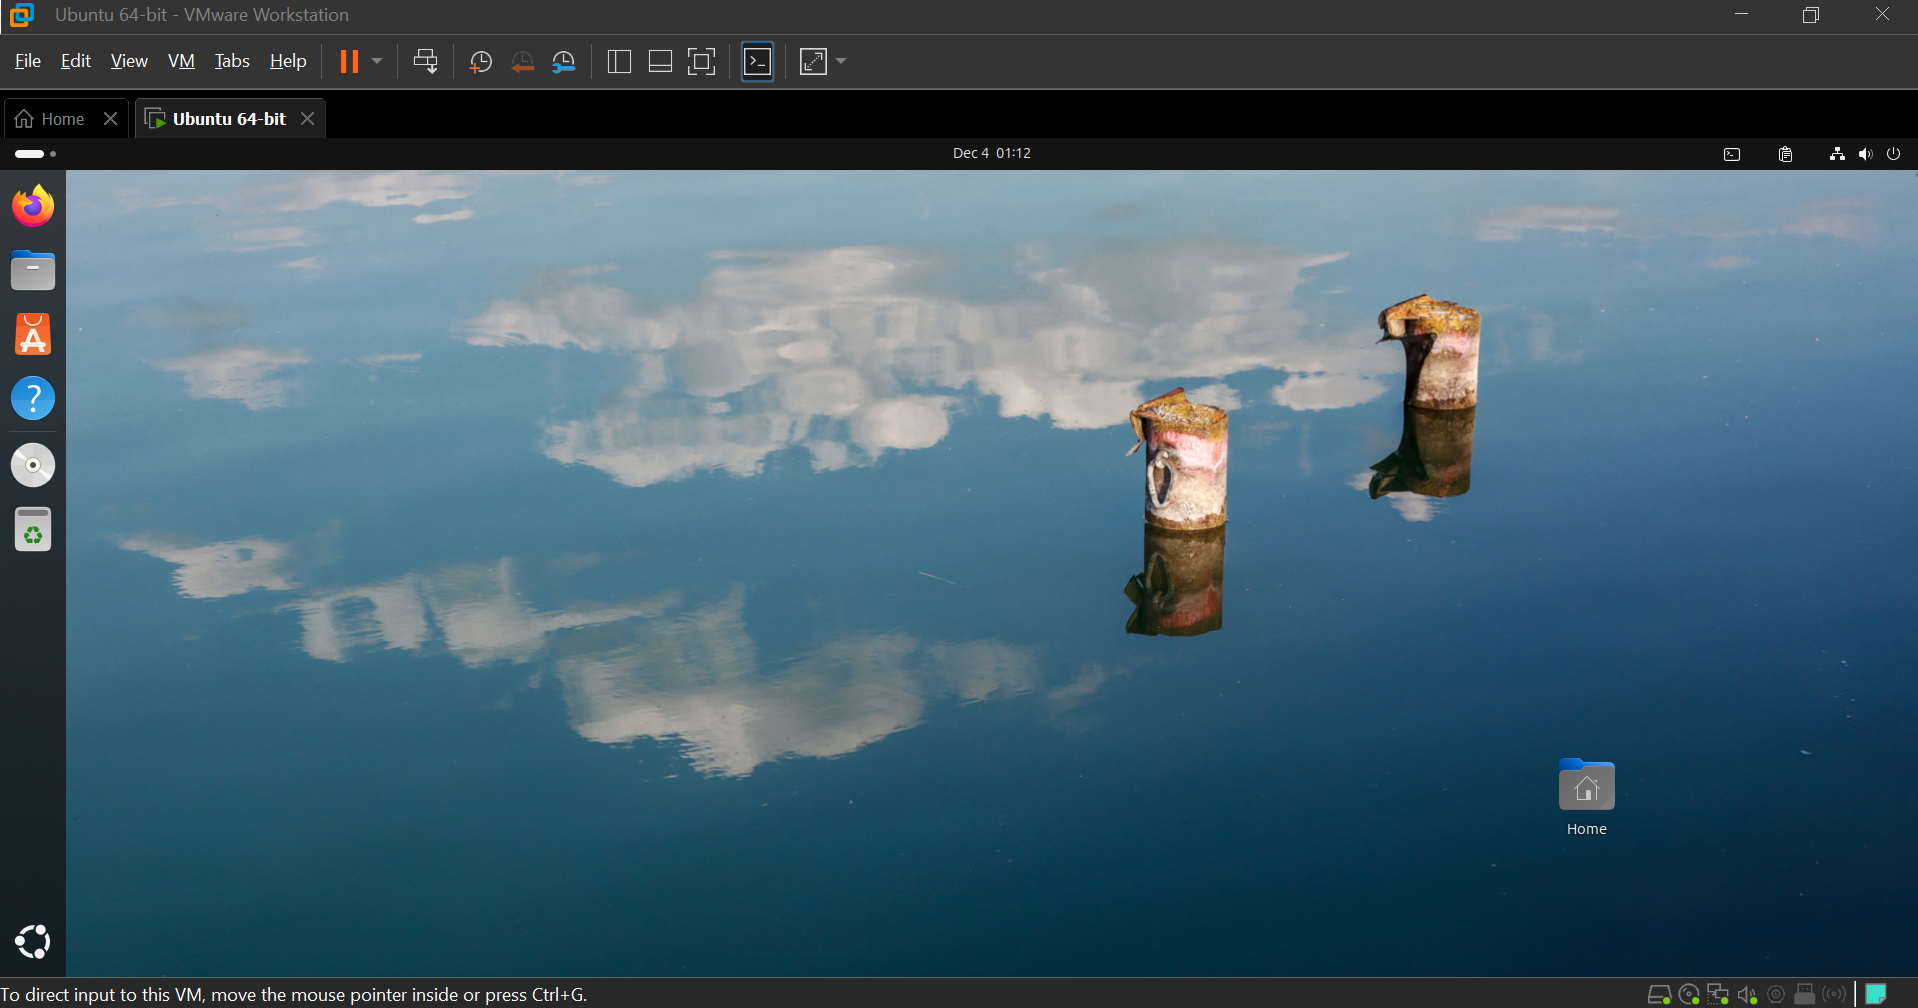 Ubuntu 64-bit - VMware Workstation
File Edit View VM Tabs Help
Home Ubuntu 64-bit
Dec 4 01:12
Home
To direct input to this VM, move the mouse pointer inside or press Ctrl+G.